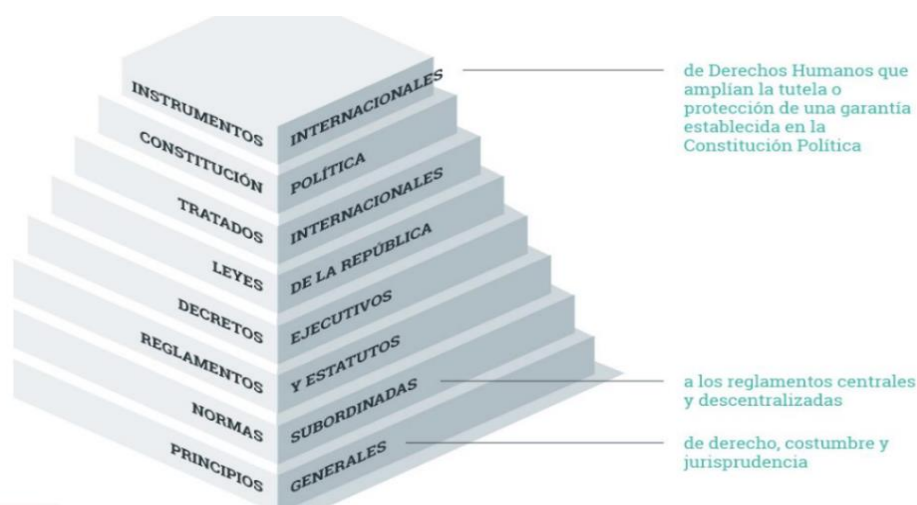 INSTRUMENTOS INTERNACIONALES
de Derechos Humanos que
amplían la tutela o
protección de una garantía
establecida en la
Constitución Política
CONSTITUCIÓN POLÍTICA
TRATADOS INTERNACIONALES
LEYES DE LA REPÚBLICA
DECRETOS EJECUTIVOS
REGLAMENTOS Y ESTATUTOS
NORMAS SUBORDINADAS
a los reglamentos centrales
y descentralizadas
PRINCIPIOS GENERALES
de derecho, costumbre y
jurisprudencia